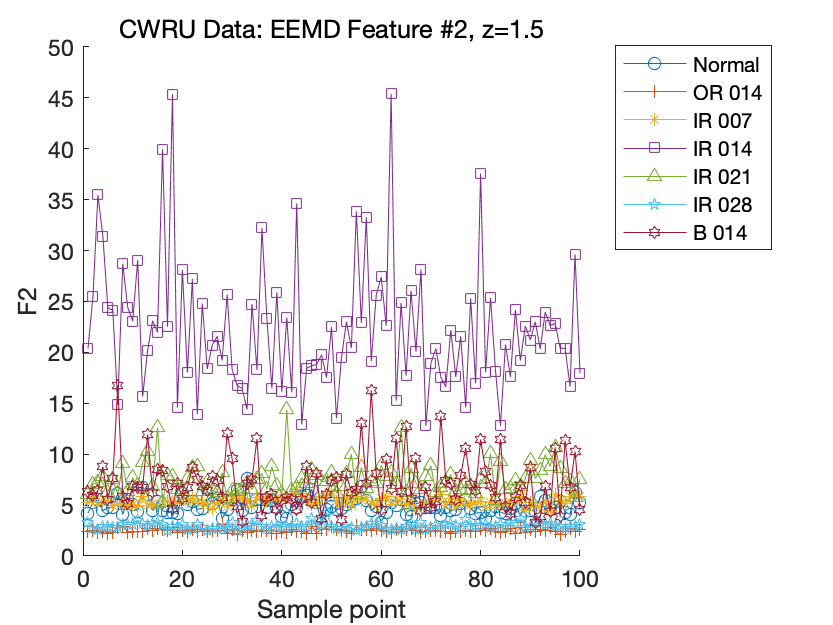 CWRU Data: EEMD Feature #2, z=1.5
50
45
40
35
30
25
20
15
10
5
0
F2
0 20 40 60 80 100
Sample point
Normal
OR 014
IR 007
IR 014
IR 021
IR 028
B 014